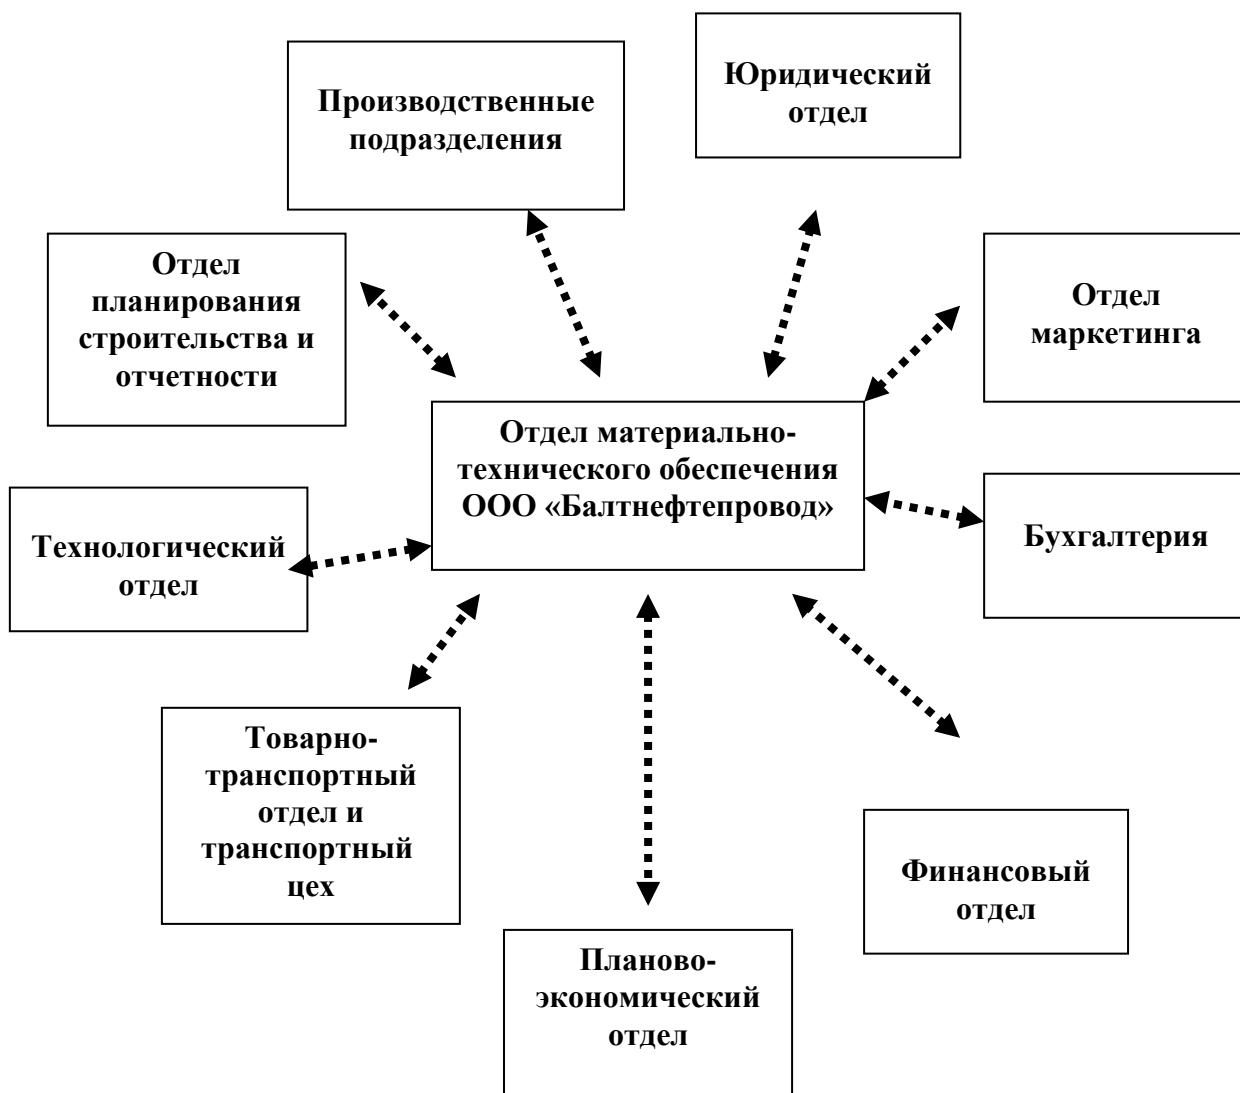 Юридический
отдел
Производственные
подразделения
Отдел
планирования
строительства и
отчетности
Отдел
маркетинга
Отдел материально-
технического обеспечения
ООО «Балтнефтепровод»
Технологический
отдел
Бухгалтерия
Товарно-
транспортный
отдел и
транспортный
цех
Финансовый
отдел
Планово-
экономический
отдел